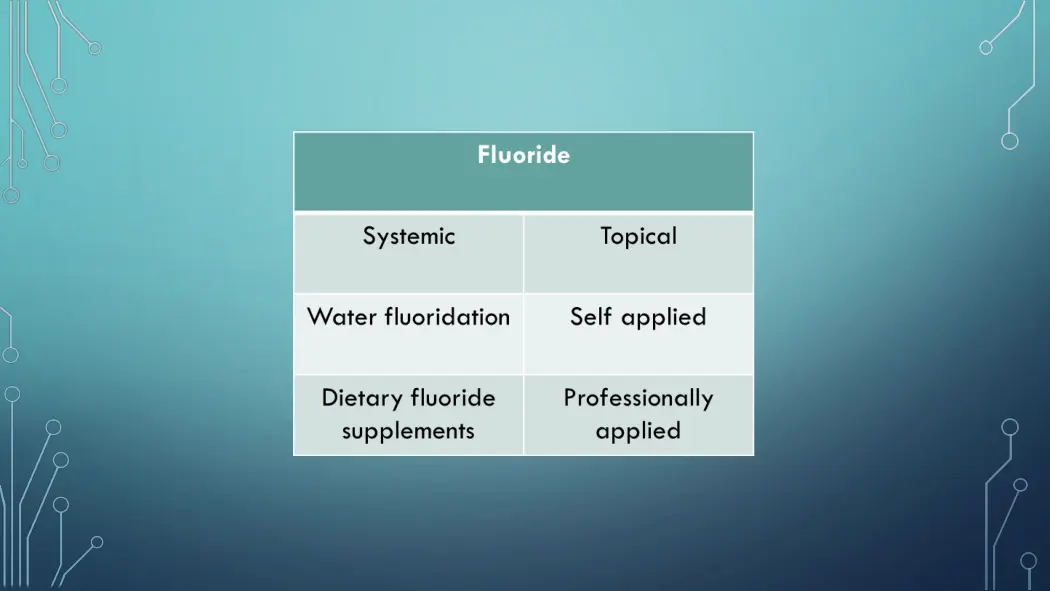 Fluoride
Systemic
Topical
Water fluoridation
Self applied
Dietary fluoride
supplements
Professionally
applied